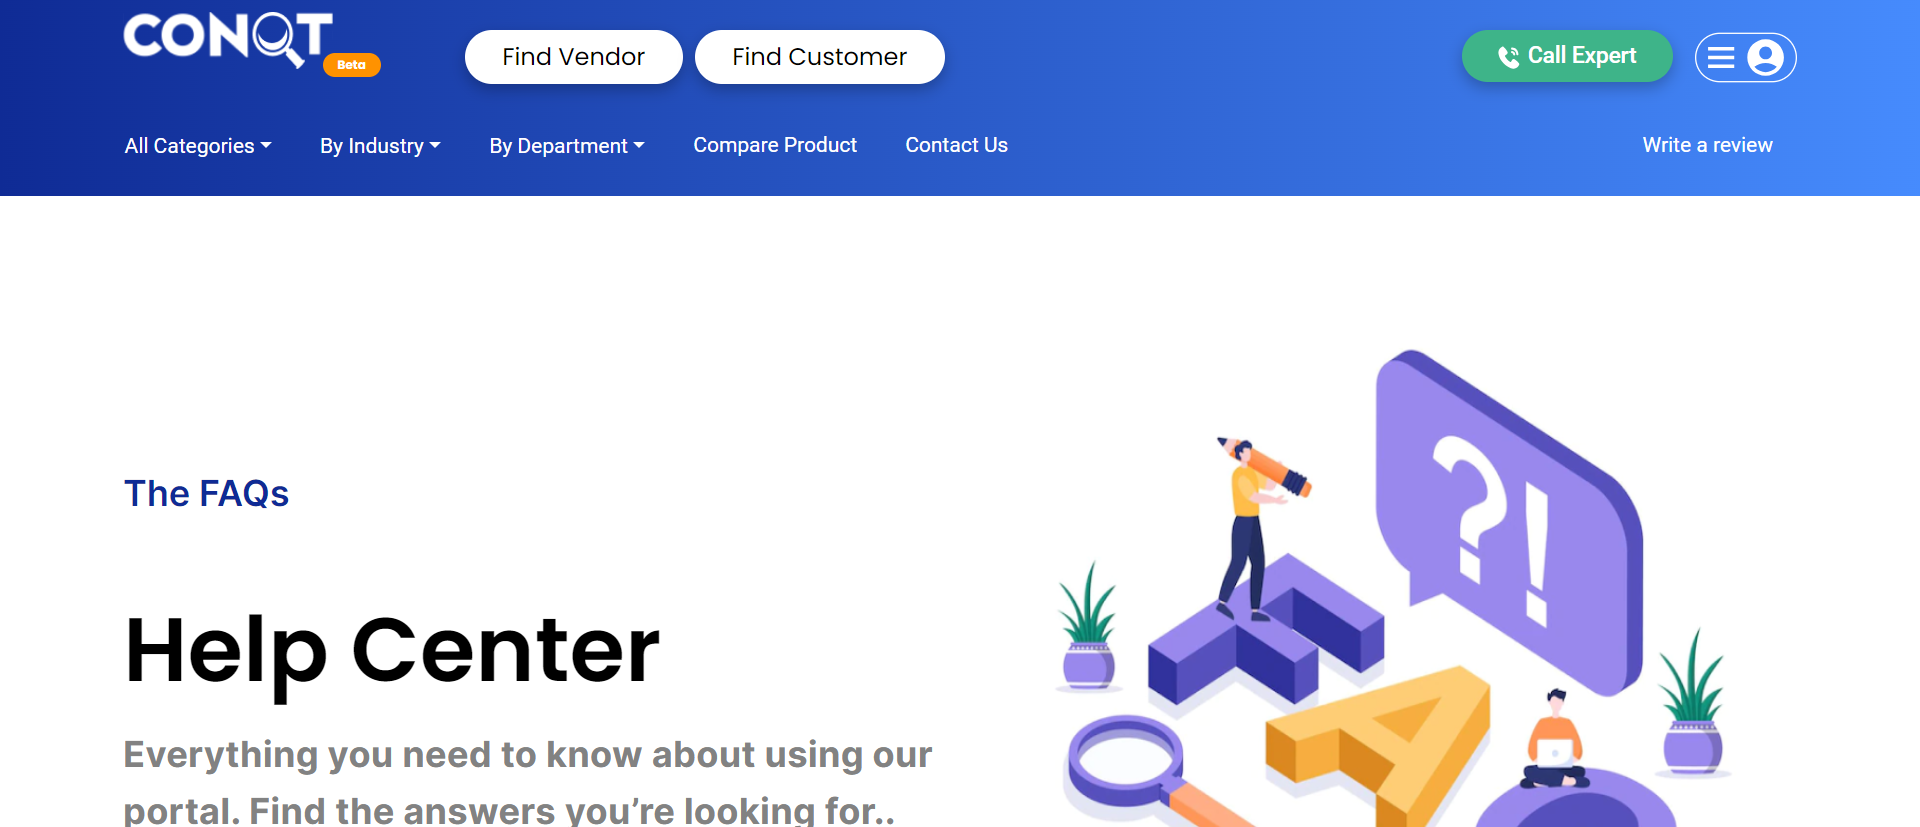 CONQT
Beta
Find Vendor
Find Customer
Call Expert
All Categories
By Industry
By Department
Compare Product
Contact Us
Write a review
The FAQs
Help Center
Everything you need to know about using our
portal. Find the answers you’re looking for..
?!
F
A